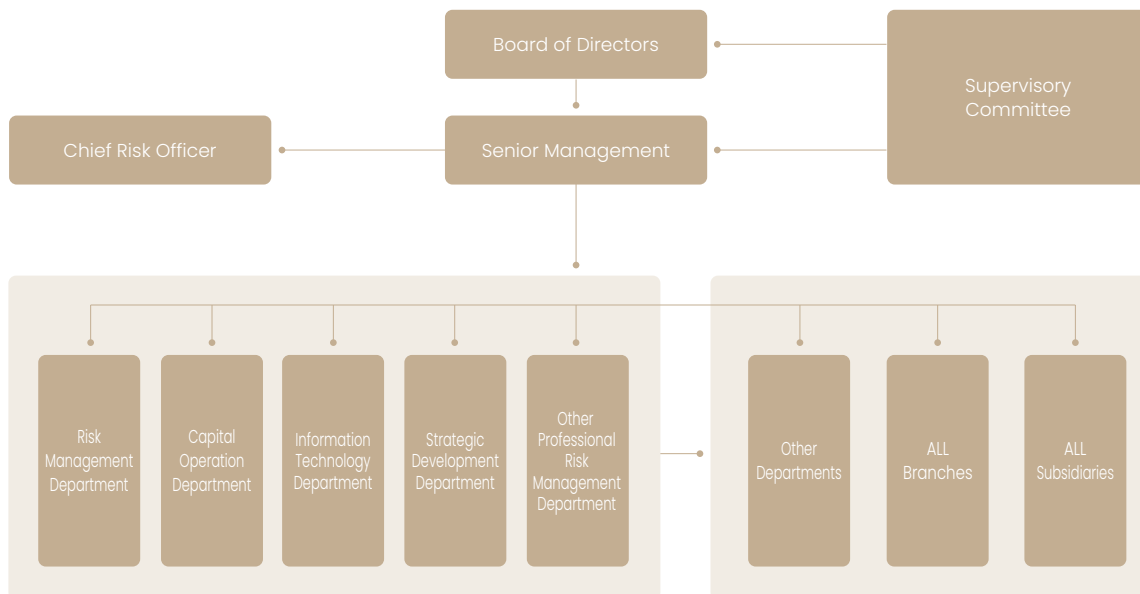 Board of Directors
Supervisory
Committee
Chief Risk Officer
Senior Management
Risk
Management
Department
Capital
Operation
Department
Information
Technology
Department
Strategic
Development
Department
Other
Professional
Risk
Management
Department
Other
Departments
ALL
Branches
ALL
Subsidiaries